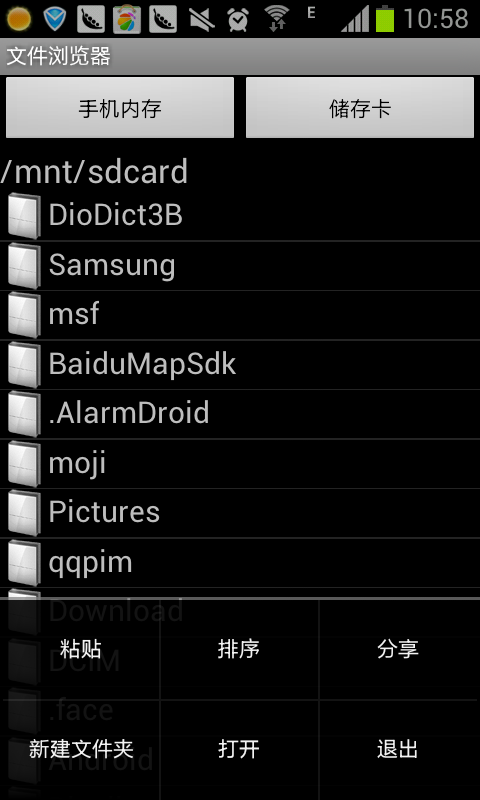 E 10:58
文件浏览器
手机内存 储存卡
/mnt/sdcard
DioDict3B
Samsung
msf
BaiduMapSdk
.AlarmDroid
moji
Pictures
qqpim
Download
DCIM
粘贴 排序 分享
.face
Android
新建文件夹 打开 退出